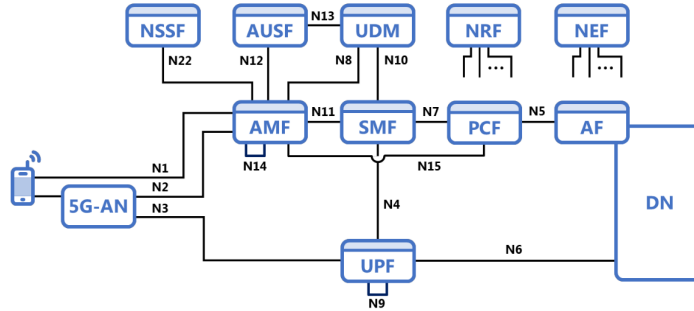 N13
NSSF
AUSF
UDM
NRF
NEF
N22
N12
N8
N10
...
...
N11
N7
N5
AMF
SMF
PCF
AF
N1
N14
N15
N2
5G-AN
N3
N4
DN
N6
UPF
N9